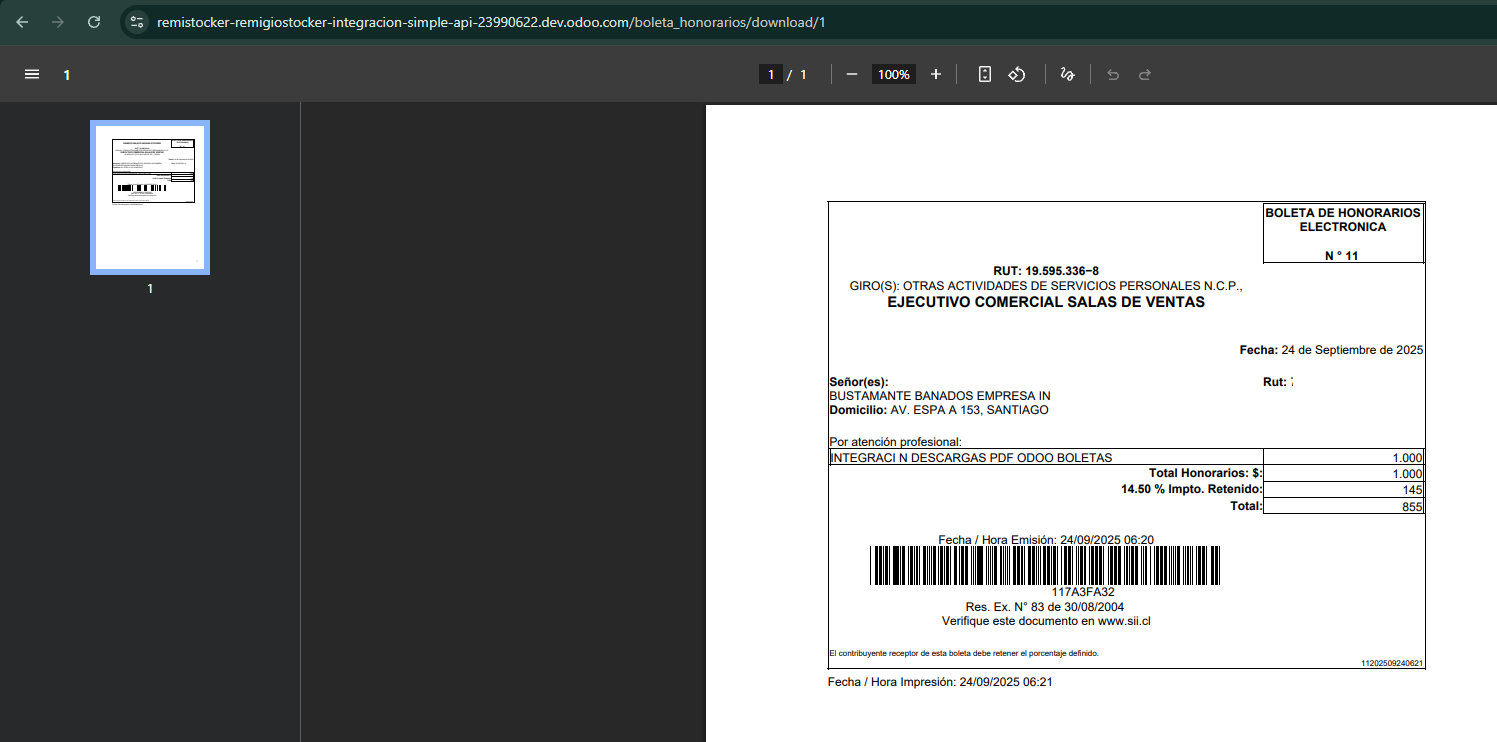 remistocker-remigiostocker-integracion-simple-api-23990622.dev.odoo.com/boleta_honorarios/download/1
1
1 / 1
100%
1
BOLETA DE HONORARIOS
ELECTRONICA
N ° 11
RUT: 19.595.336−8
GIRO(S): OTRAS ACTIVIDADES DE SERVICIOS PERSONALES N.C.P.,
EJECUTIVO COMERCIAL SALAS DE VENTAS
Fecha: 24 de Septiembre de 2025
Señor(es): Rut:
BUSTAMANTE BANADOS EMPRESA IN
Domicilio: AV. ESPA A 153, SANTIAGO
Por atención profesional:
INTEGRACI N DESCARGAS PDF ODOO BOLETAS 1.000
Total Honorarios: $: 1.000
14.50 % Impto. Retenido: 145
Total: 855
Fecha / Hora Emisión: 24/09/2025 06:20
117A3FA32
Res. Ex. N° 83 de 30/08/2004
Verifique este documento en www.sii.cl
El contribuyente receptor de esta boleta debe retener el porcentaje definido.
11202509240621
Fecha / Hora Impresión: 24/09/2025 06:21